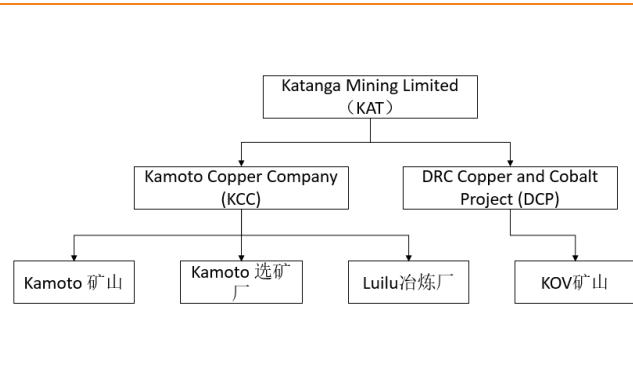 Katanga Mining Limited
（KAT）
Kamoto Copper Company
(KCC)
DRC Copper and Cobalt
Project (DCP)
Kamoto 矿山
Kamoto 选矿
厂
Luilu冶炼厂
KOV矿山